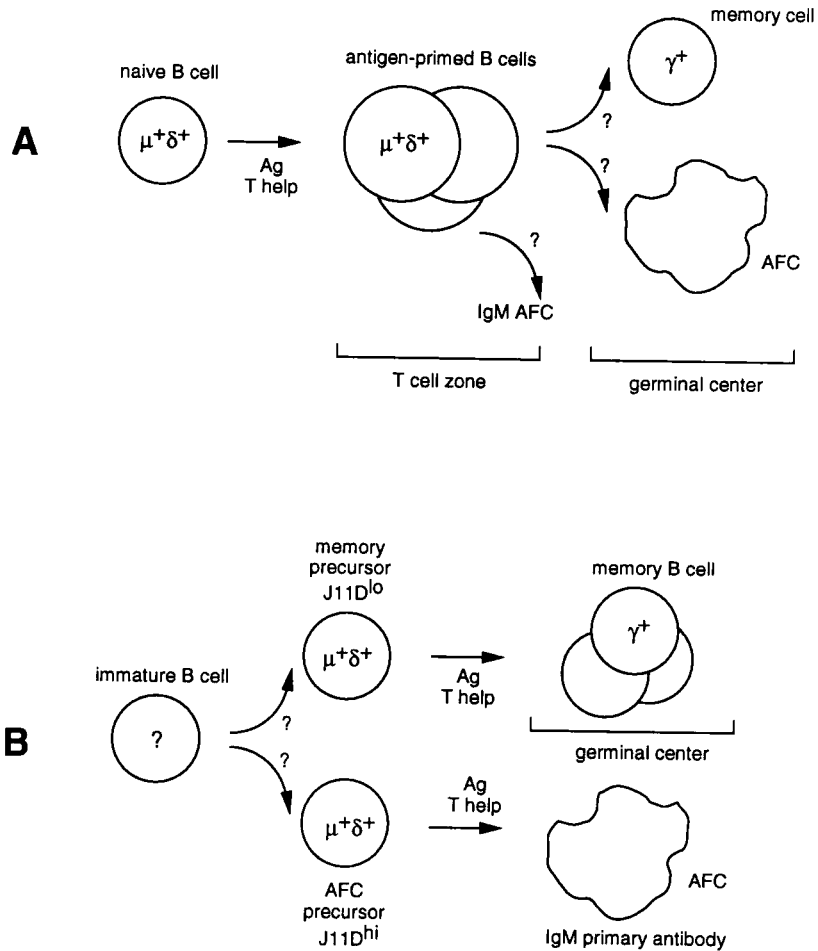 A
naive B cell
μ+δ+
Ag
T help
antigen-primed B cells
μ+δ+
?
IgM AFC
T cell zone
?
?
memory cell
γ+
AFC
germinal center
B
immature B cell
?
?
?
memory
precursor
J11Dlo
μ+δ+
Ag
T help
memory B cell
γ+
germinal center
μ+δ+
AFC
precursor
J11Dhi
Ag
T help
AFC
IgM primary antibody